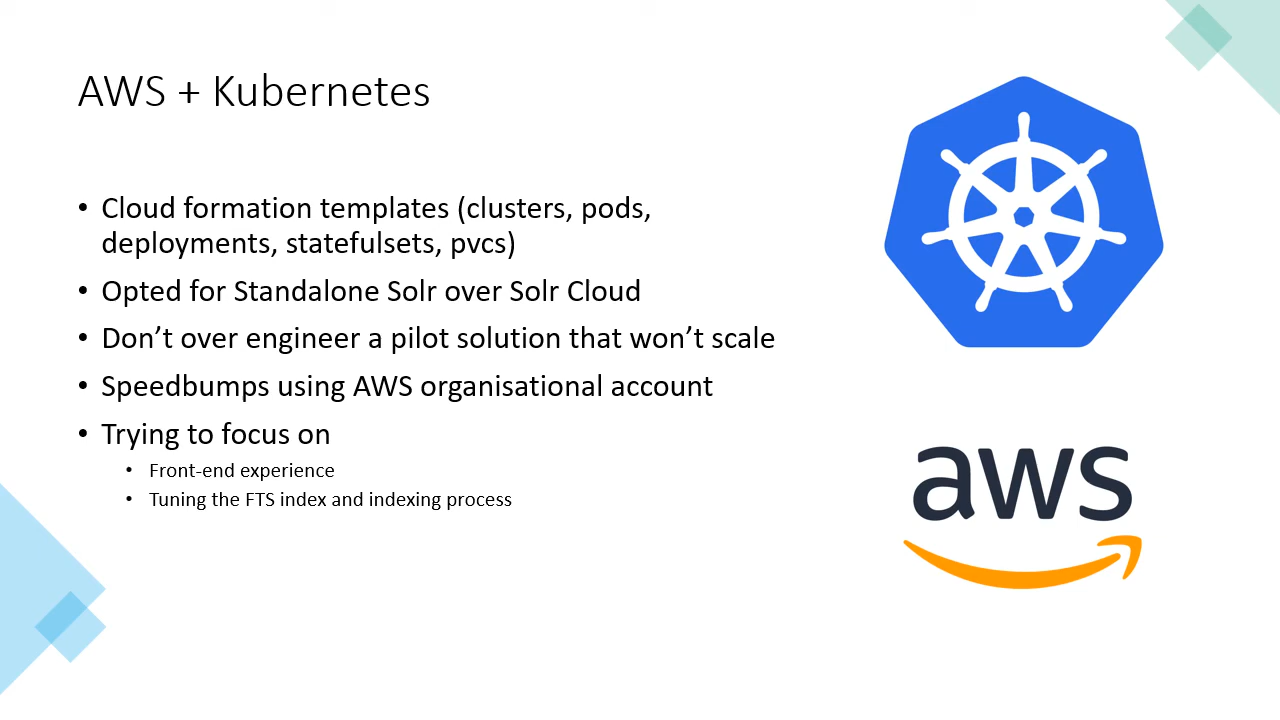 AWS + Kubernetes
• Cloud formation templates (clusters, pods,
deployments, statefulsets, pvcs)
• Opted for Standalone Solr over Solr Cloud
• Don’t over engineer a pilot solution that won’t scale
• Speedbumps using AWS organisational account
• Trying to focus on
• Front-end experience
• Tuning the FTS index and indexing process
aws